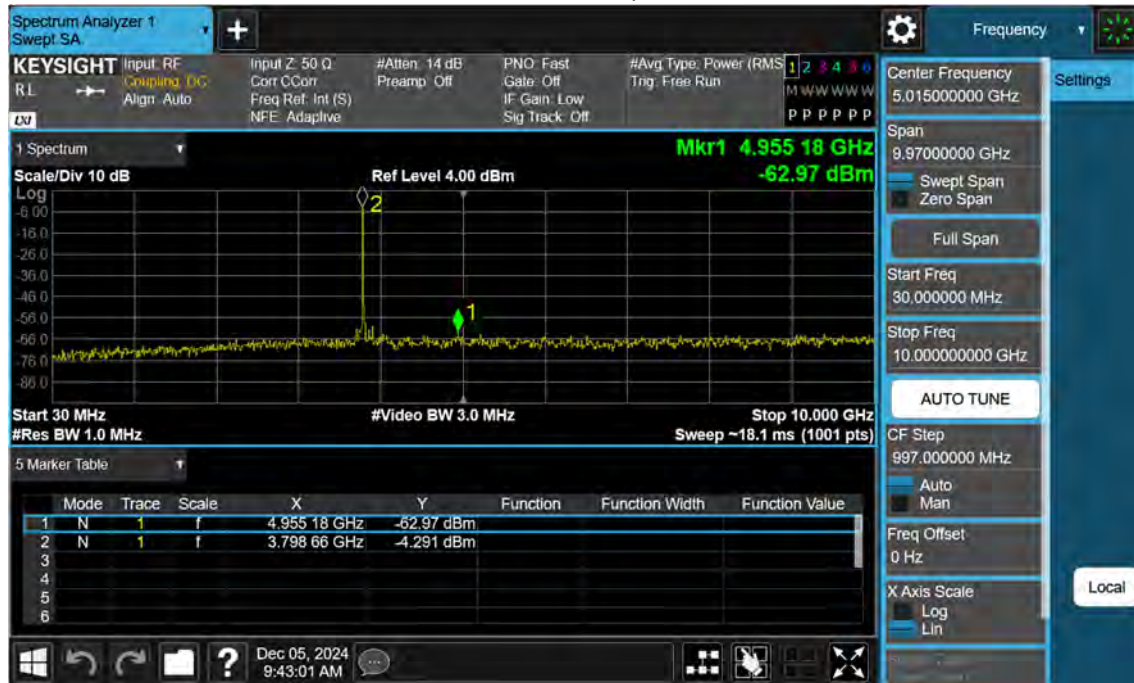 Spectrum Analyzer 1
Swept SA
+
Frequency
KEYSIGHT
RL
LXI
Input: RF
Coupling: DC
Align: Auto
Input Z: 50 Ω
Corr CCorr
Freq Ref: Int (S)
NFE: Adaptive
#Atten: 14 dB
Preamp: Off
PNO: Fast
Gate: Off
IF Gain: Low
Sig Track: Off
#Avg Type: Power (RMS
Trig: Free Run
1 2 3 4 5 6
M W W W W W
P P P P P P
Center Frequency
5.015000000 GHz
Settings
1 Spectrum
Mkr1 4.955 18 GHz
Scale/Div 10 dB
Ref Level 4.00 dBm
-62.97 dBm
Log
-6.00
-16.0
-26.0
-36.0
-46.0
-56.0
-66.0
-76.0
-86.0
2
1
Start 30 MHz
#Video BW 3.0 MHz
Stop 10.000 GHz
#Res BW 1.0 MHz
Sweep ~18.1 ms (1001 pts)
Span
9.97000000 GHz
Swept Span
Zero Span
Full Span
Start Freq
30.000000 MHz
Stop Freq
10.000000000 GHz
AUTO TUNE
CF Step
997.000000 MHz
Auto
Man
Freq Offset
0 Hz
X Axis Scale
Log
Lin
Local
5 Marker Table
Mode Trace Scale X Y Function Function Width Function Value
1 N 1 f 4.955 18 GHz -62.97 dBm
2 N 1 f 3.798 66 GHz -4.291 dBm
3
4
5
6
?
Dec 05, 2024
9:43:01 AM